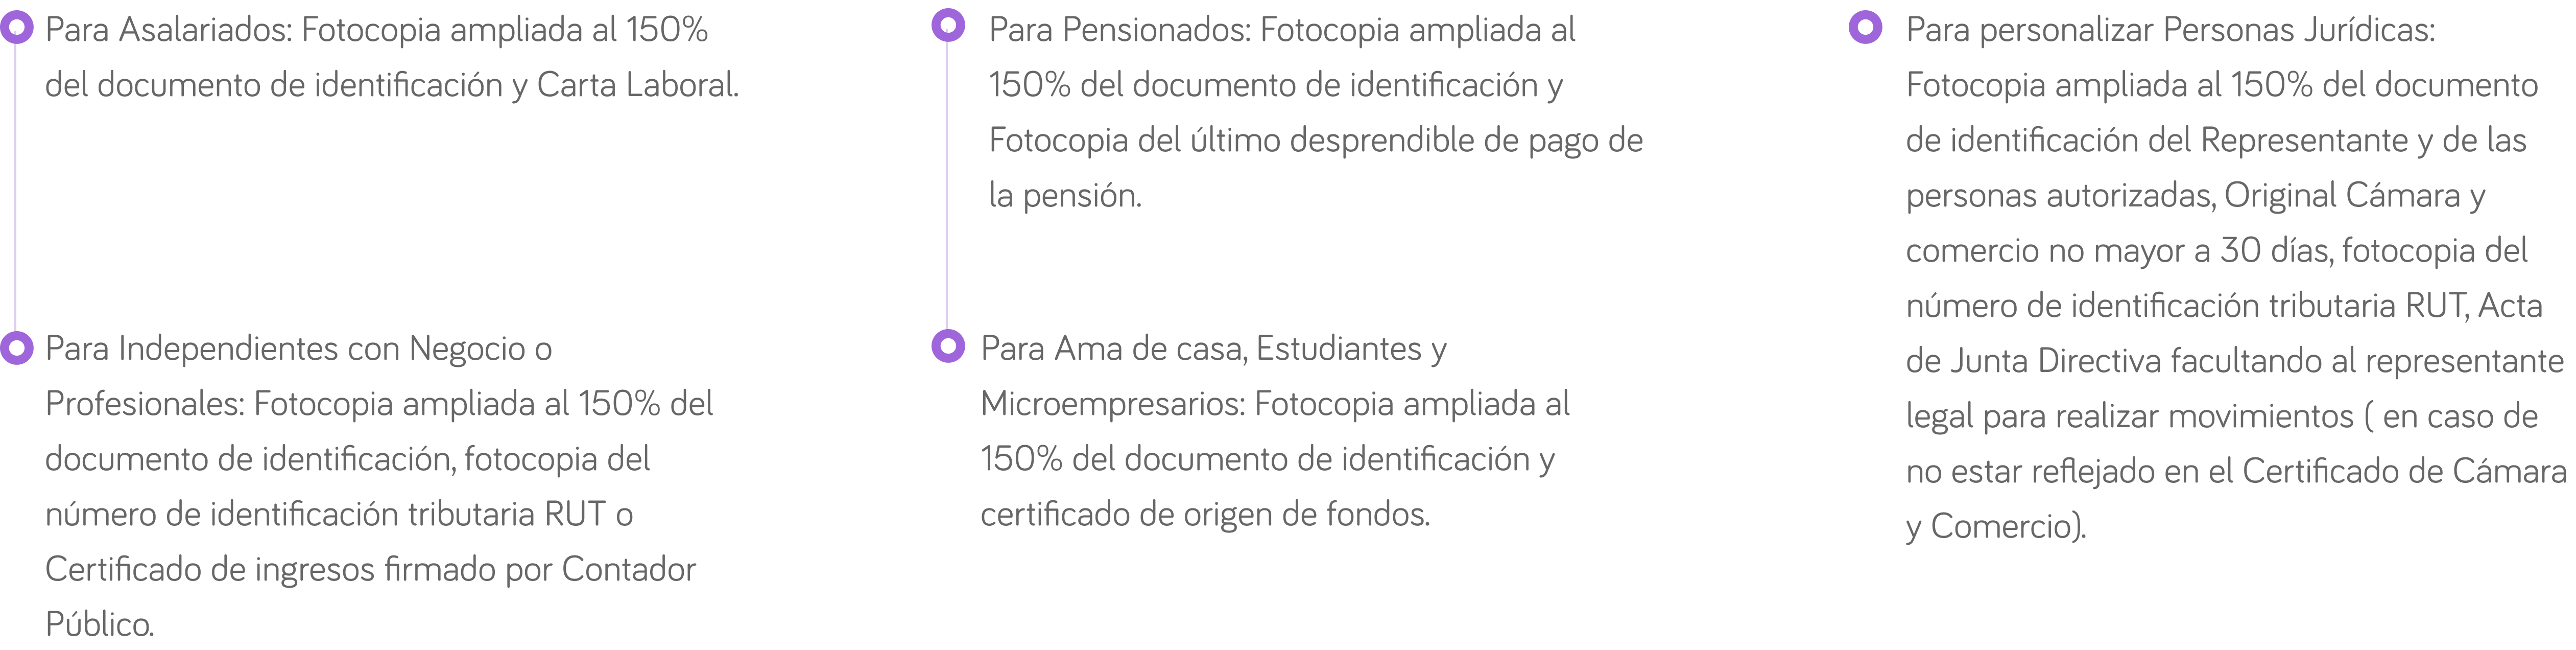 Para Asalariados: Fotocopia ampliada al 150%
del documento de identificación y Carta Laboral.
Para Independientes con Negocio o
Profesionales: Fotocopia ampliada al 150% del
documento de identificación, fotocopia del
número de identificación tributaria RUT o
Certificado de ingresos firmado por Contador
Público.
Para Pensionados: Fotocopia ampliada al
150% del documento de identificación y
Fotocopia del último desprendible de pago de
la pensión.
Para Ama de casa, Estudiantes y
Microempresarios: Fotocopia ampliada al
150% del documento de identificación y
certificado de origen de fondos.
Para personalizar Personas Jurídicas:
Fotocopia ampliada al 150% del documento
de identificación del Representante y de las
personas autorizadas, Original Cámara y
comercio no mayor a 30 días, fotocopia del
número de identificación tributaria RUT, Acta
de Junta Directiva facultando al representante
legal para realizar movimientos ( en caso de
no estar reflejado en el Certificado de Cámara
y Comercio).